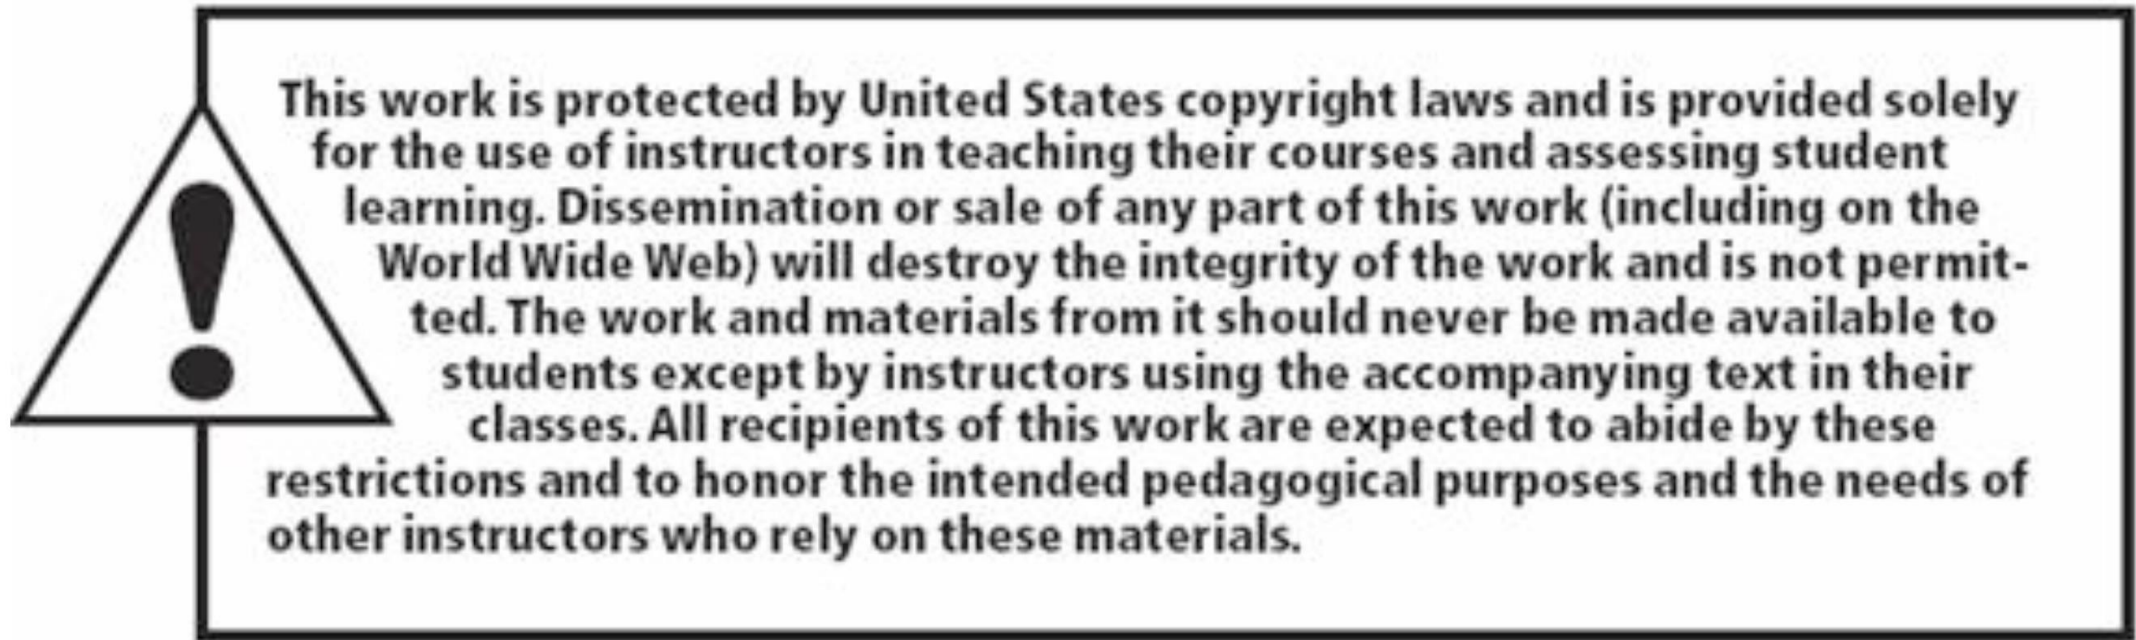 This work is protected by United States copyright laws and is provided solely
for the use of instructors in teaching their courses and assessing student
learning. Dissemination or sale of any part of this work (including on the
World Wide Web) will destroy the integrity of the work and is not permit-
ted. The work and materials from it should never be made available to
students except by instructors using the accompanying text in their
classes. All recipients of this work are expected to abide by these
restrictions and to honor the intended pedagogical purposes and the needs of
other instructors who rely on these materials.